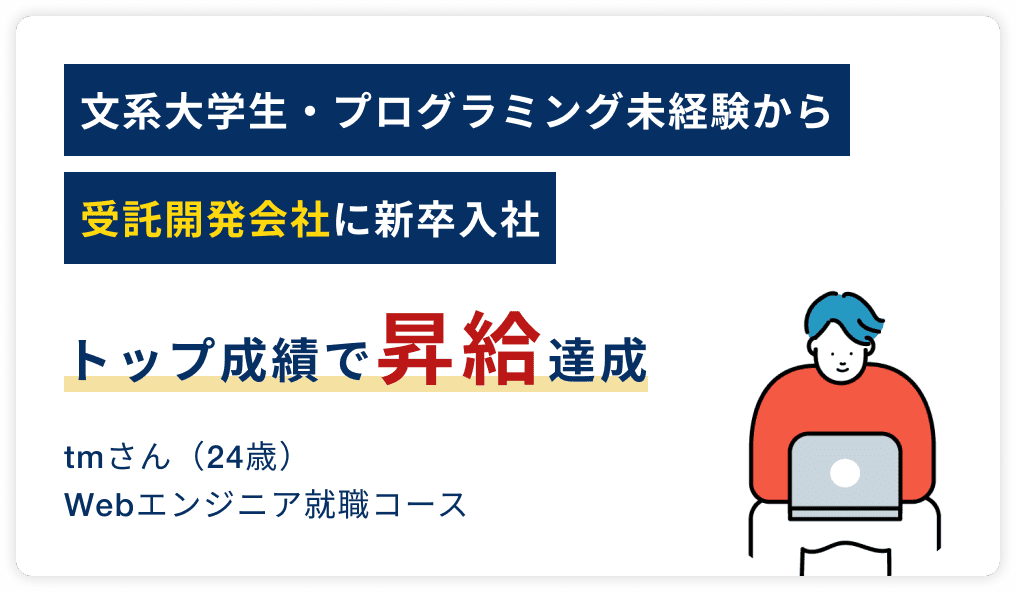 文系大学生・プログラミング未経験から
受託開発会社に新卒入社
トップ成績で昇給達成
tmさん（24歳）
Webエンジニア就職コース